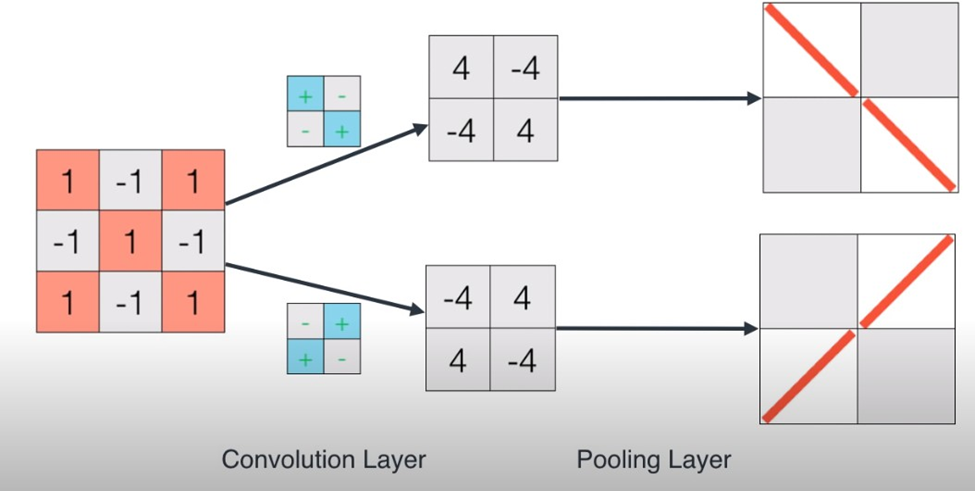 + -
- +
4 -4
-4 4
1 -1 1
-1 1 -1
1 -1 1
- +
+ -
-4 4
4 -4
Convolution Layer
Pooling Layer